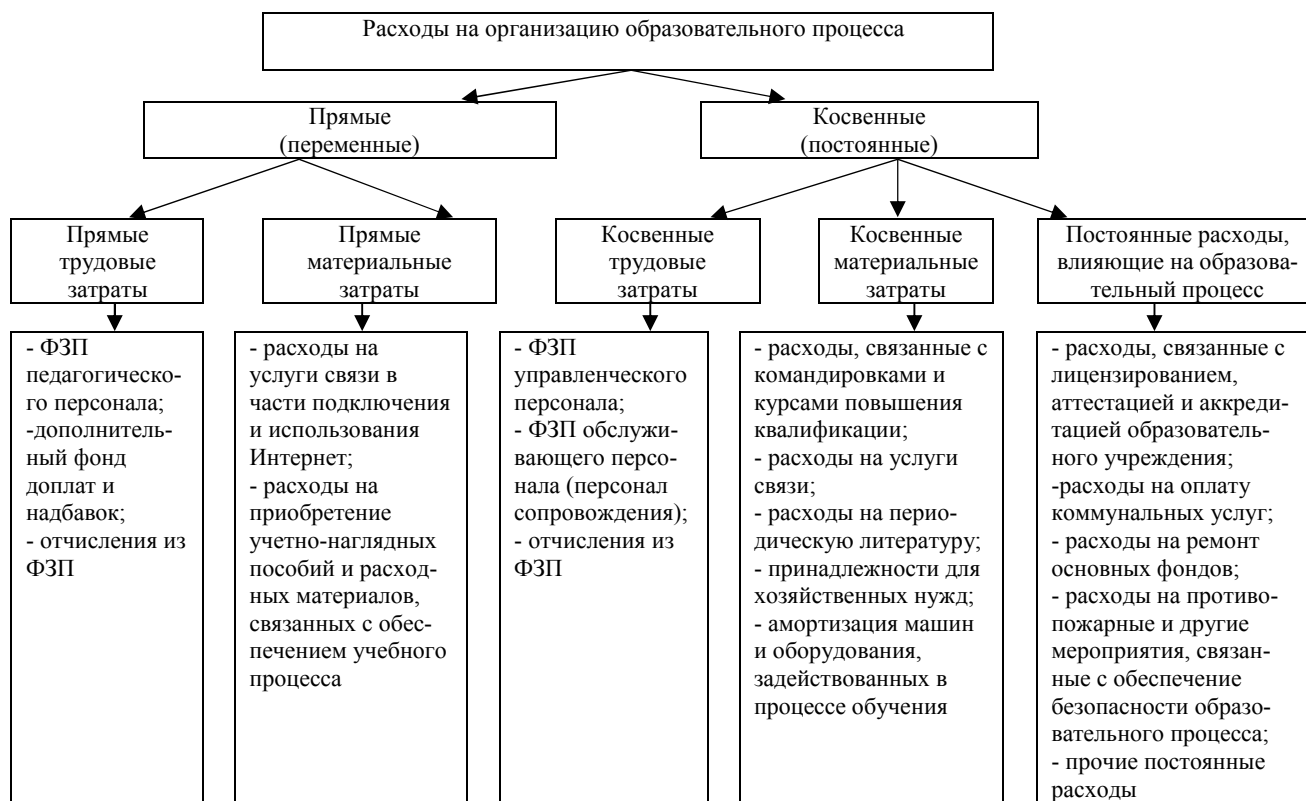 Расходы на организацию образовательного процесса
Прямые
(переменные)
Косвенные
(постоянные)
Прямые
трудовые
затраты
Прямые
материальные
затраты
Косвенные
трудовые
затраты
Косвенные
материальные
затраты
Постоянные расходы,
влияющие на образова-
тельный процесс
- ФЗП
педагогическо-
го персонала;
-дополнитель-
ный фонд
доплат и
надбавок;
- отчисления из
ФЗП
- расходы на
услуги связи в
части подключения
и использования
Интернет;
- расходы на
приобретение
учетно-наглядных
пособий и расход-
ных материалов,
связанных с обес-
печением учебного
процесса
- ФЗП
управленческого
персонала;
- ФЗП обслужи-
вающего персо-
нала (персонал
сопровождения);
- отчисления из
ФЗП
- расходы, связанные с
командировками и
курсами повышения
квалификации;
- расходы на услуги
связи;
- расходы на перио-
дическую литературу;
- принадлежности для
хозяйственных нужд;
- амортизация машин
и оборудования,
задействованных в
процессе обучения
- расходы, связанные с
лицензированием,
аттестацией и аккреди-
тацией образователь-
ного учреждения;
-расходы на оплату
коммунальных услуг;
- расходы на ремонт
основных фондов;
- расходы на противо-
пожарные и другие
мероприятия, связан-
ные с обеспечение
безопасности образо-
вательного процесса;
- прочие постоянные
расходы